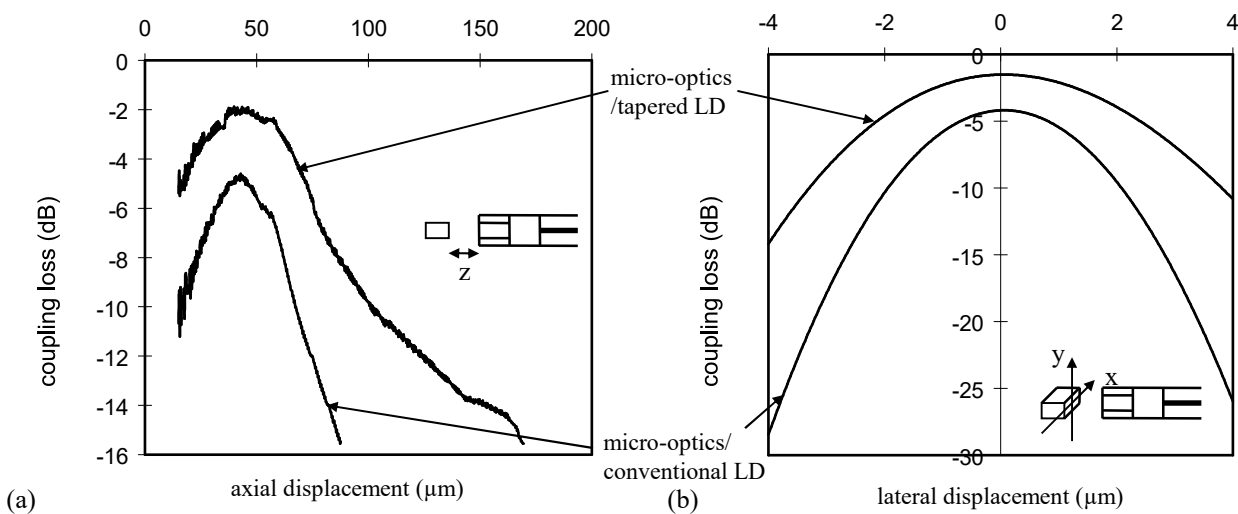 0 50 100 150 200
0
-2
-4
-6
-8
-10
-12
-14
-16
coupling loss (dB)
axial displacement (µm)
z
(a)
micro-optics
/tapered LD
micro-optics/
conventional LD
-4 -2 0 2 4
0
-5
-10
-15
-20
-25
-30
coupling loss (dB)
lateral displacement (µm)
y
x
(b)